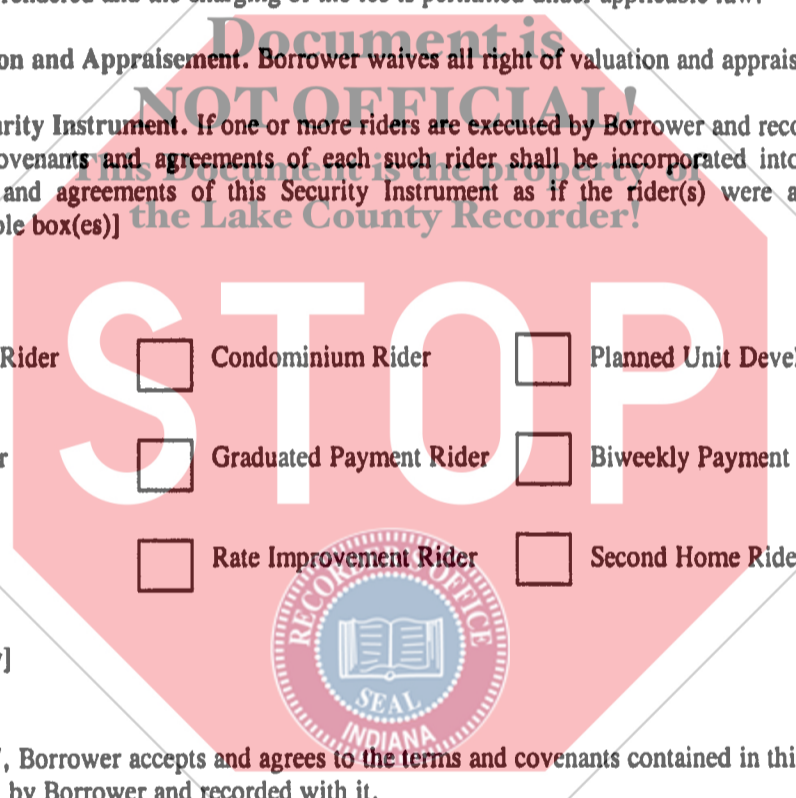 rendered and the charging of the fee is permitted under applicable law.
Document is
on and Appraisement. Borrower waives all right of valuation and apprais
NOT OFFICIAL!
urity Instrument. If one or more riders are executed by Borrower and reco
ovenants and agreements of each such rider shall be incorporated into
This Document is the property of
and agreements of this Security Instrument as if the rider(s) were a
the Lake County Recorder!
ble box(es)]
STOP
Rider
Condominium Rider
Planned Unit Deve
r
Graduated Payment Rider
Biweekly Payment
Rate Improvement Rider
Second Home Ride
RECORDER'S OFFICE
SEAL
INDIANA
, Borrower accepts and agrees to the terms and covenants contained in thi
by Borrower and recorded with it.